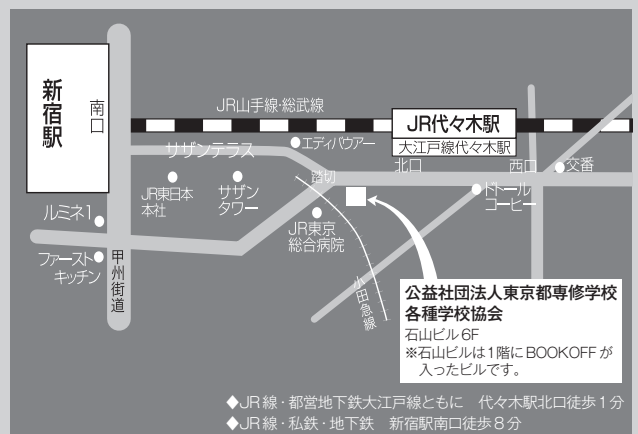 新宿駅
南口
JR山手線・総武線
JR代々木駅
大江戸線代々木駅
エディバウアー
サザンテラス
踏切
北口
西口
交番
JR東日本
本社
サザン
タワー
ドトール
コーヒー
ルミネ1
JR東京
総合病院
ファースト
キッチン
甲州街道
小田急線
公益社団法人東京都専修学校
各種学校協会
石山ビル6F
※石山ビルは1階にBOOKOFFが
入ったビルです。
◆JR線・都営地下鉄大江戸線ともに 代々木駅北口徒歩1分
◆JR線・私鉄・地下鉄 新宿駅南口徒歩8分